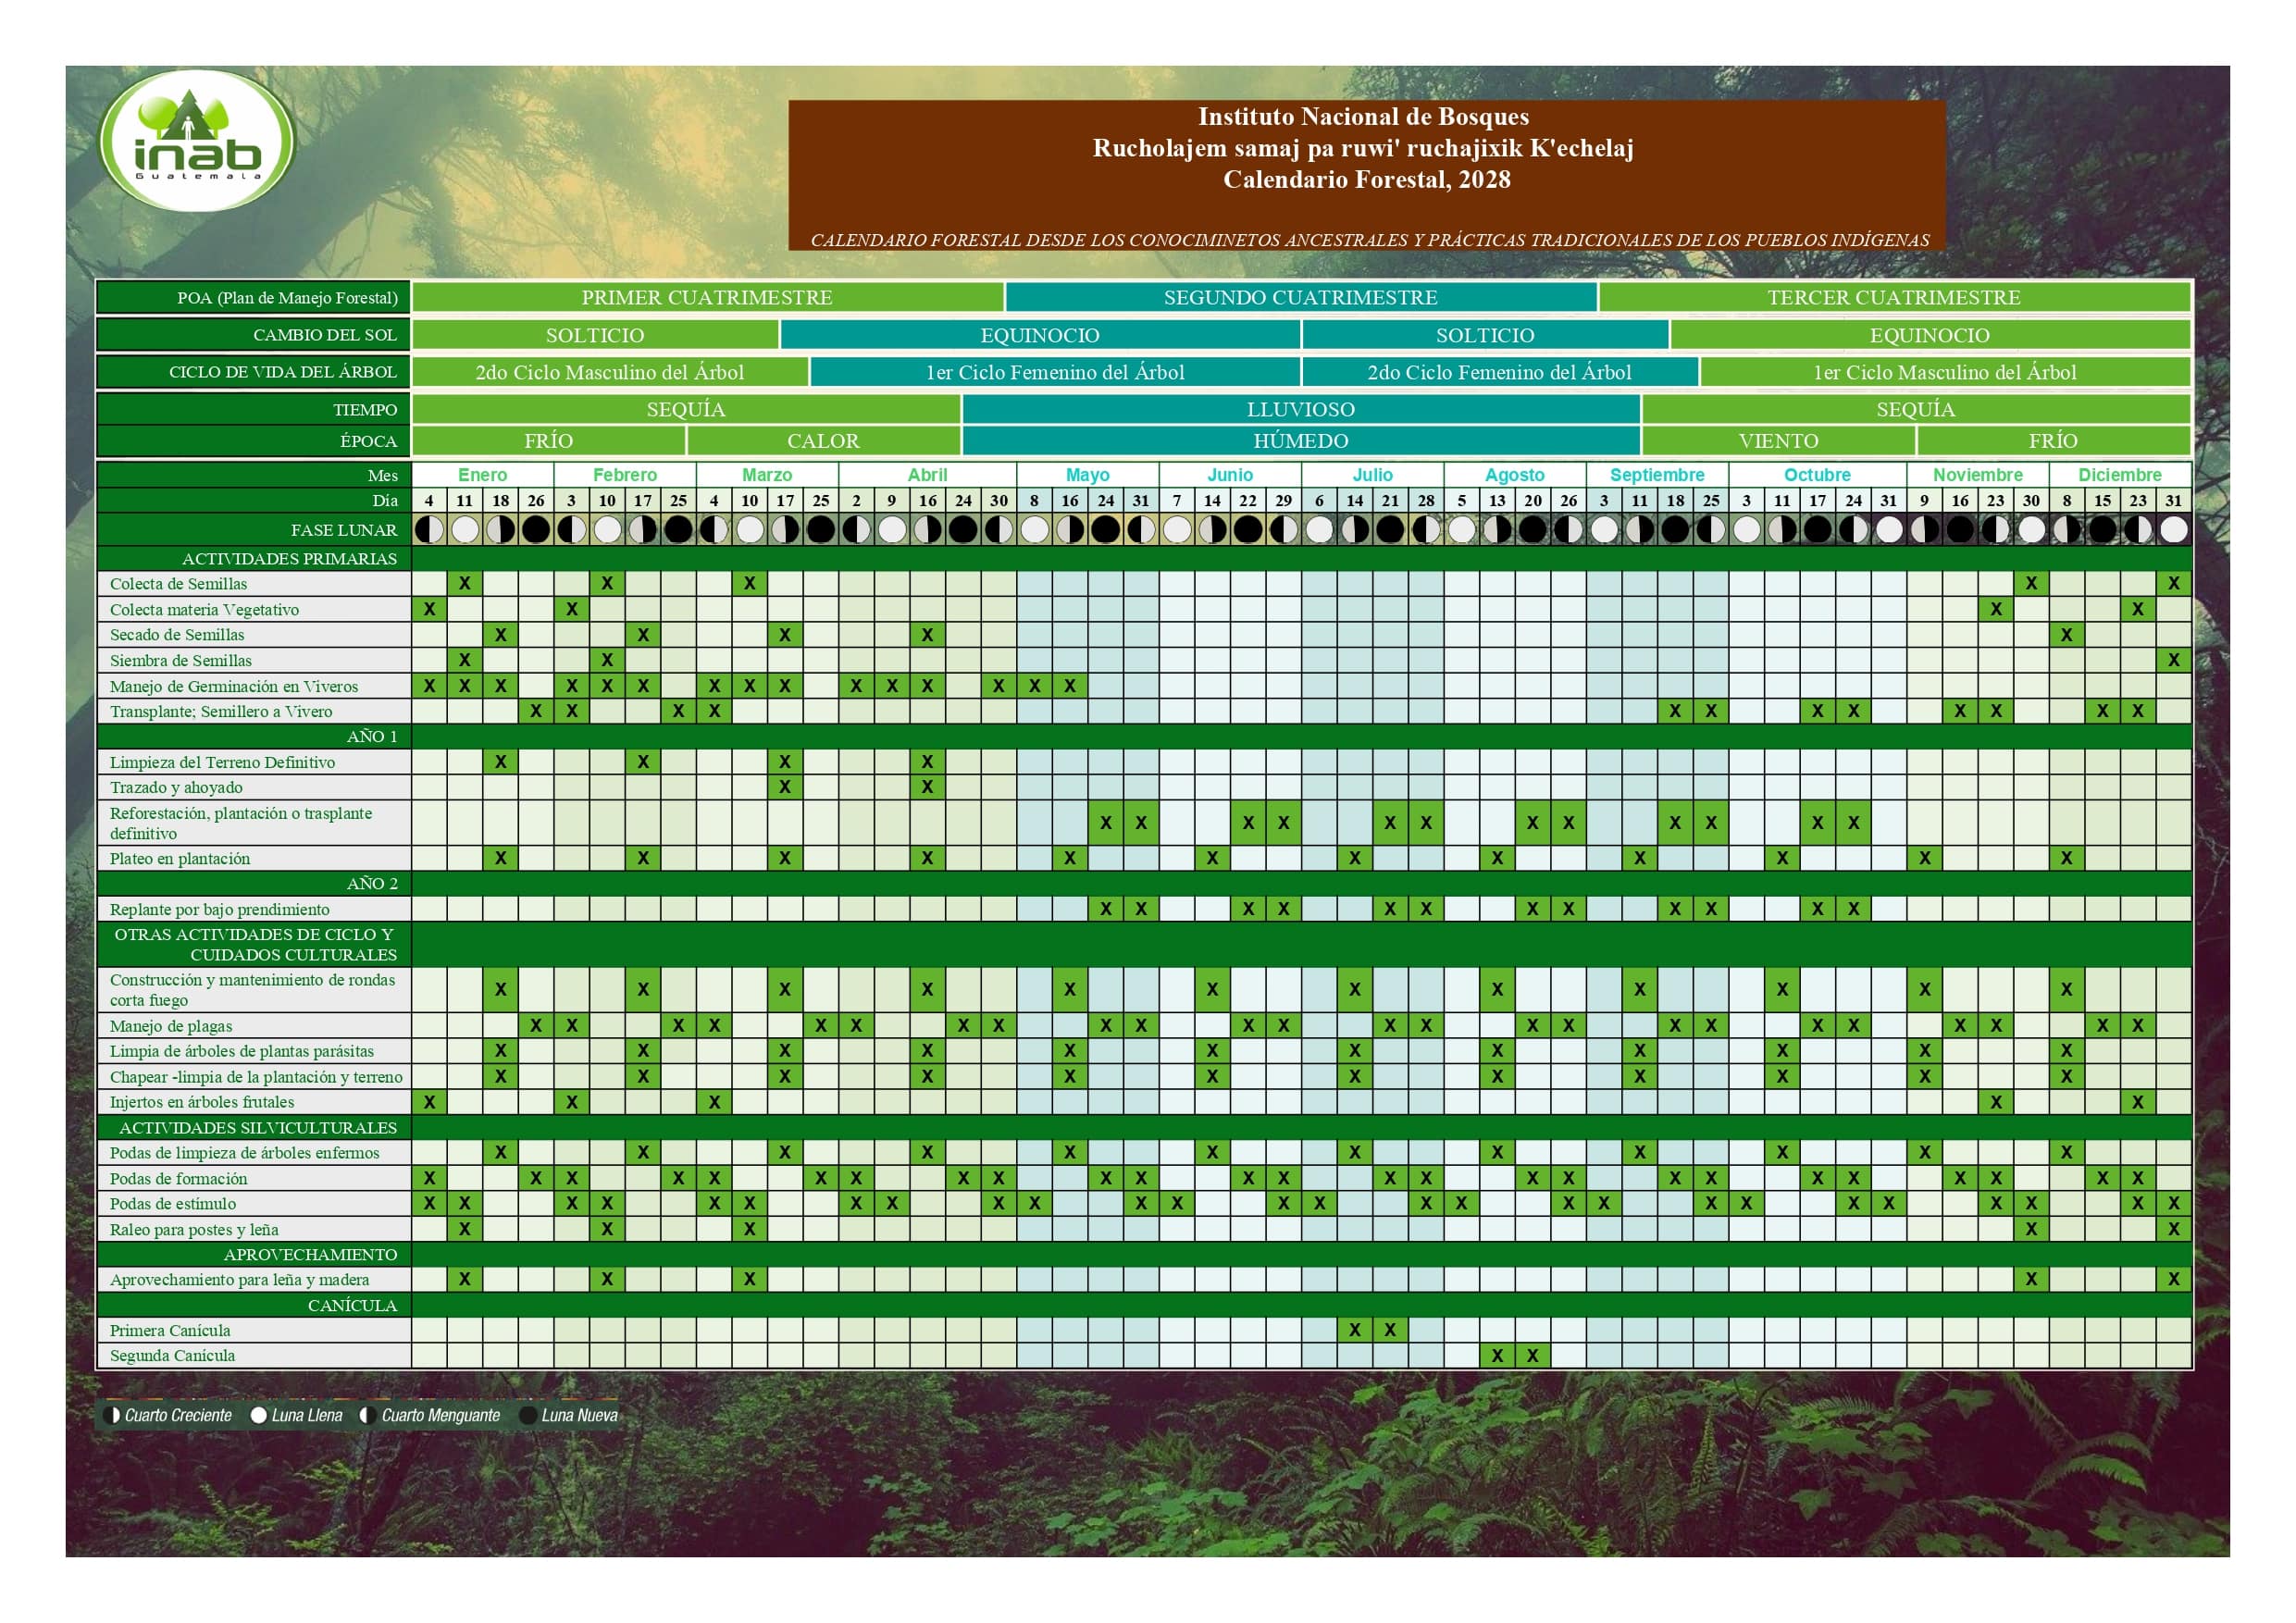 inab
Guatemala
Instituto Nacional de Bosques
Rucholajem samaj pa ruwi' ruchajixik K'echelaj
Calendario Forestal, 2028
CALENDARIO FORESTAL DESDE LOS CONOCIMINETOS ANCESTRALES Y PRÁCTICAS TRADICIONALES DE LOS PUEBLOS INDÍGENAS
POA (Plan de Manejo Forestal) PRIMER CUATRIMESTRE SEGUNDO CUATRIMESTRE TERCER CUATRIMESTRE
CAMBIO DEL SOL SOLTICIO EQUINOCIO SOLTICIO EQUINOCIO
CICLO DE VIDA DEL ÁRBOL 2do Ciclo Masculino del Árbol 1er Ciclo Femenino del Árbol 2do Ciclo Femenino del Árbol 1er Ciclo Masculino del Árbol
TIEMPO SEQUÍA LLUVIOSO SEQUÍA
ÉPOCA FRÍO CALOR HÚMEDO VIENTO FRÍO
Mes Enero Febrero Marzo Abril Mayo Junio Julio Agosto Septiembre Octubre Noviembre Diciembre
Día 4 11 18 26 3 10 17 25 4 10 17 25 2 9 16 24 30 8 16 24 31 7 14 22 29 6 14 21 28 5 13 20 26 3 11 18 25 3 11 17 24 31 9 16 23 30 8 15 23 31
FASE LUNAR
ACTIVIDADES PRIMARIAS
Colecta de Semillas X X X X X
Colecta materia Vegetativo X X X X
Secado de Semillas X X X X X
Siembra de Semillas X X X
Manejo de Germinación en Viveros X X X X X X X X X X X X X X X
Transplante; Semillero a Vivero X X X X X X X X X X X X
AÑO 1
Limpieza del Terreno Definitivo X X X X
Trazado y ahoyado X X
Reforestación, plantación o trasplante
definitivo X X X X X X X X X X X X
Plateo en plantación X X X X X X X X X X X X
AÑO 2
Replante por bajo prendimiento X X X X X X X X X X X X
OTRAS ACTIVIDADES DE CICLO Y
CUIDADOS CULTURALES
Construcción y mantenimiento de rondas
corta fuego X X X X X X X X X X X X
Manejo de plagas X X X X X X X X X X X X X X X X X X X X X X X X
Limpia de árboles de plantas parásitas X X X X X X X X X X X X
Chapear -limpia de la plantación y terreno X X X X X X X X X X X X
Injertos en árboles frutales X X X X X
ACTIVIDADES SILVICULTURALES
Podas de limpieza de árboles enfermos X X X X X X X X X X X X
Podas de formación X X X X X X X X X X X X X X X X X X X X X X X X X
Podas de estímulo X X X X X X X X X X X X X X X X X X X X X X X X X X
Raleo para postes y leña X X X X X
APROVECHAMIENTO
Aprovechamiento para leña y madera X X X X X
CANÍCULA
Primera Canícula X X
Segunda Canícula X X
Cuarto Creciente Luna Llena Cuarto Menguante Luna Nueva